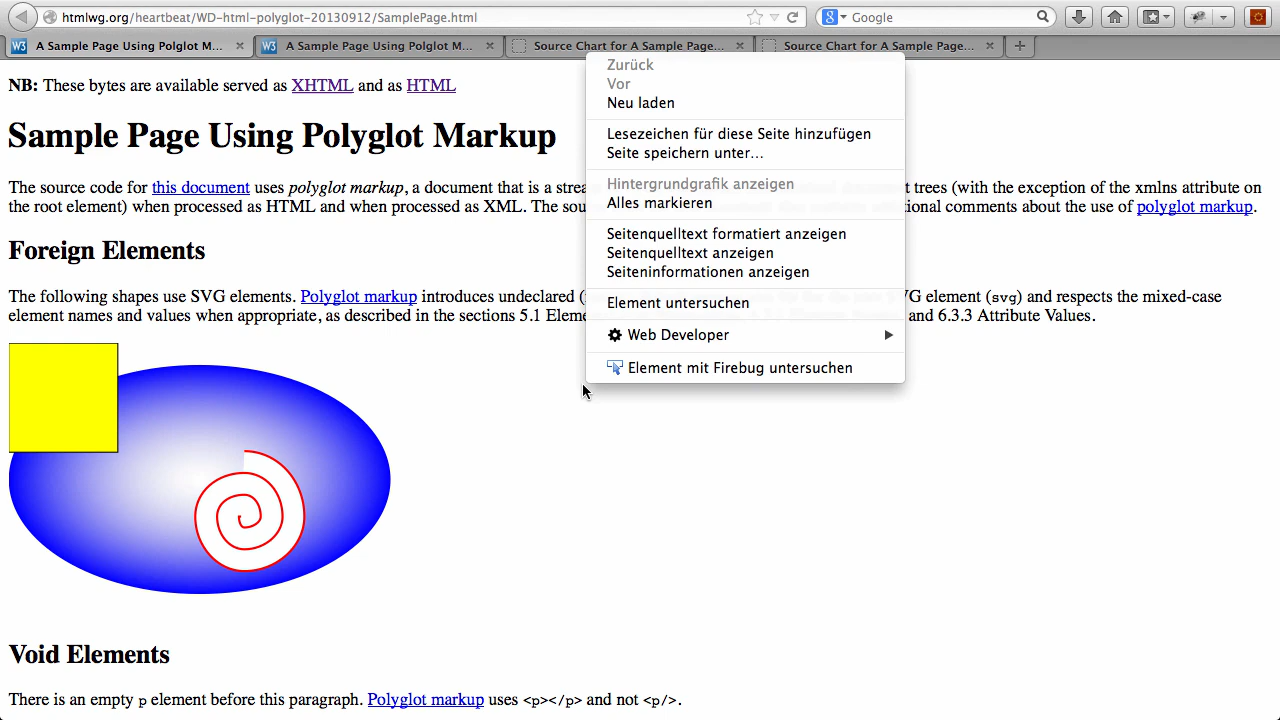 htmlwg.org/heartbeat/WD-html-polyglot-20130912/SamplePage.html
Google
A Sample Page Using Polglot M...
A Sample Page Using Polglot M...
Source Chart for A Sample Page...
Source Chart for A Sample Page...
NB: These bytes are available served as XHTML and as HTML
Sample Page Using Polyglot Markup
The source code for this document uses polyglot markup, a document that is a strea
t trees (with the exception of the xmlns attribute on
the root element) when processed as HTML and when processed as XML. The sou
ional comments about the use of polyglot markup.
Foreign Elements
The following shapes use SVG elements. Polyglot markup introduces undeclared (
G element (svg) and respects the mixed-case
element names and values when appropriate, as described in the sections 5.1 Eleme
and 6.3.3 Attribute Values.
Zurück
Vor
Neu laden
Lesezeichen für diese Seite hinzufügen
Seite speichern unter...
Hintergrundgrafik anzeigen
Alles markieren
Seitenquelltext formatiert anzeigen
Seitenquelltext anzeigen
Seiteninformationen anzeigen
Element untersuchen
Web Developer
Element mit Firebug untersuchen
Void Elements
There is an empty p element before this paragraph. Polyglot markup uses <p></p> and not <p/>.